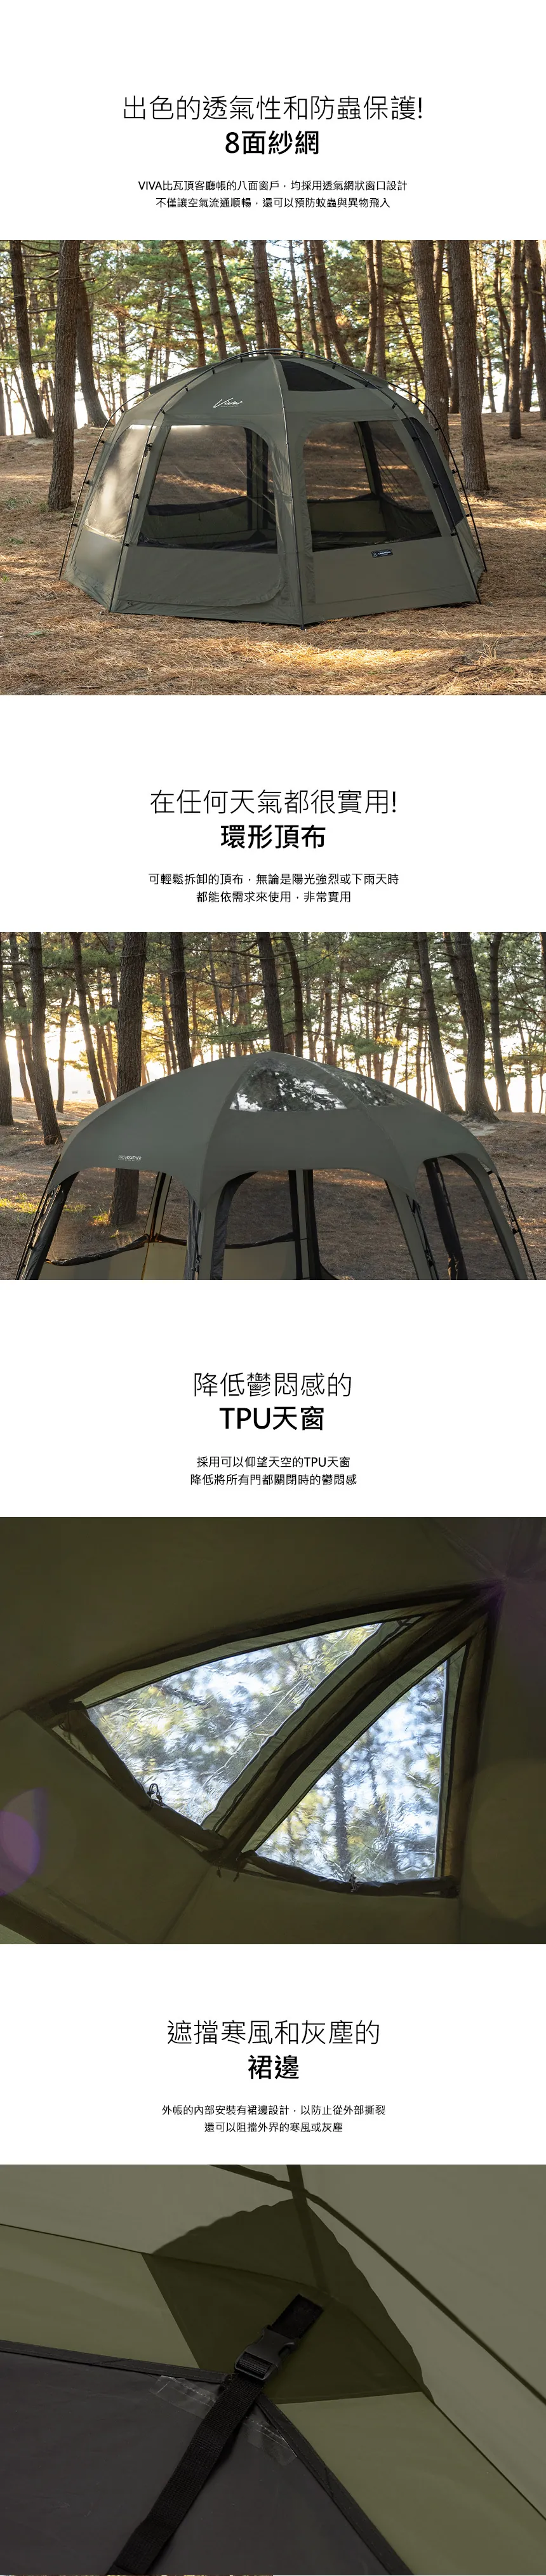 出色的透氣性和防蟲保護!
8面紗網
VIVA比瓦頂客廳帳的八面窗戶，均採用透氣網狀窗口設計
不僅讓空氣流通順暢，還可以預防蚊蟲與異物飛入
Viva
在任何天氣都很實用!
環形頂布
可輕鬆拆卸的頂布，無論是陽光強烈或下雨天時
都能依需求來使用，非常實用
降低鬱悶感的
TPU天窗
採用可以仰望天空的TPU天窗
降低將所有門都關閉時的鬱悶感
遮擋寒風和灰塵的
裙邊
外帳的內部安裝有裙邊設計，以防止從外部撕裂
還可以阻擋外界的寒風或灰塵